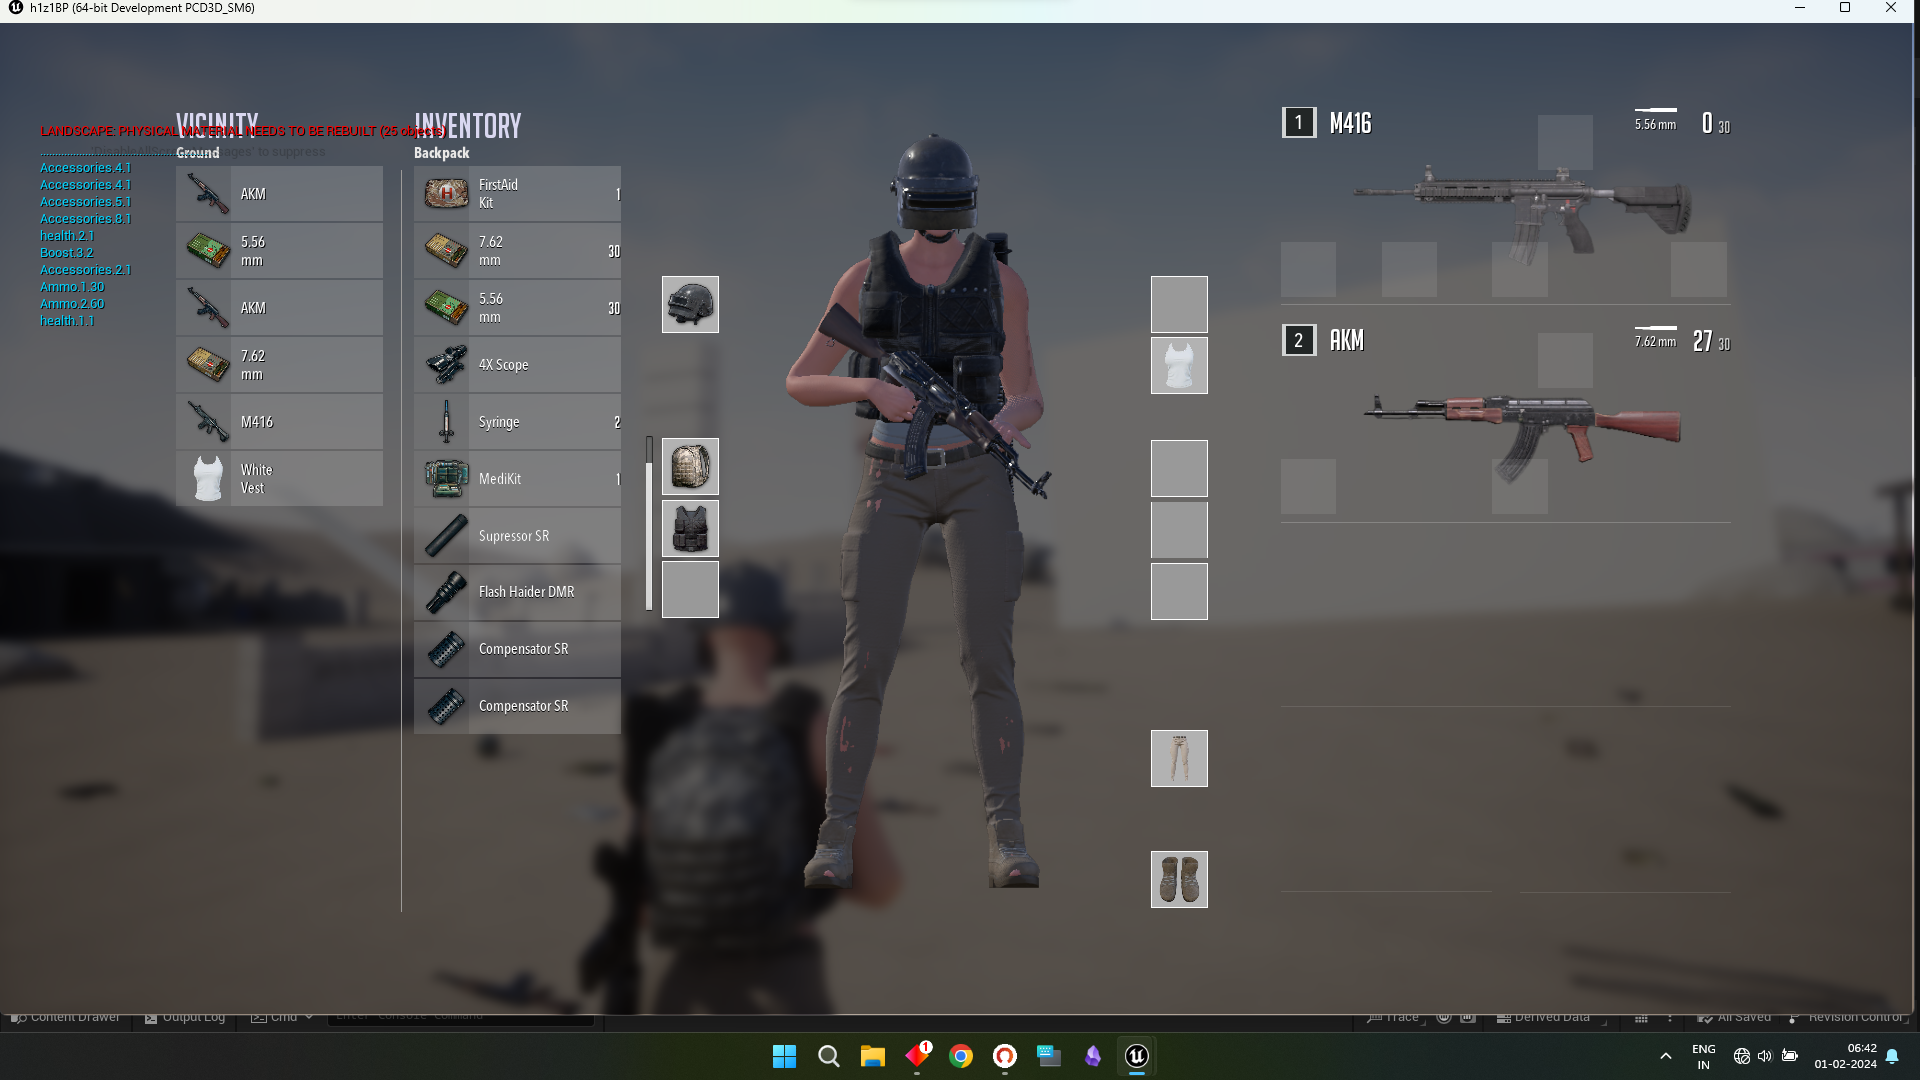 h1z1BP (64-bit Development PCD3D_SM6)
VICINITY
INVENTORY
LANDSCAPE: PHYSICAL MATERIAL NEEDS TO BE REBUILT (25 objects)
Ground
Backpack
Accessories.4.1
Accessories.4.1
Accessories.5.1
Accessories.8.1
health.2.1
Boost.3.2
Accessories.2.1
Ammo.1.30
Ammo.2.60
health.1.1
AKM
5.56
mm
AKM
7.62
mm
M416
White
Vest
FirstAid
Kit
1
7.62
mm
30
5.56
mm
30
4X Scope
Syringe
2
MediKit
1
Supressor SR
Flash Haider DMR
Compensator SR
Compensator SR
1
M416
5.56 mm
0 30
2
AKM
7.62 mm
27 30
Content Drawer
Output Log
Cmd
Enter Console Command
Trace
Derived Data
All Saved
Revision Control
1
ENG
IN
06:42
01-02-2024